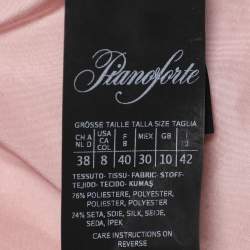 Pianoforte
GRÖSSE TAILLE TALLA SIZE TAGLIA
CH A NL D USA CA COL F B MEX GB I
38 8 40 30 10 42
TESSUTO- TISSU- FABRIC- STOFF-
TEJIDO- TECIDO- KUMAŞ
76% POLIESTERE, POLYESTER,
POLIESTER, POLYESTER
24% SETA, SOIE, SILK, SEIDE,
SEDA, İPEK
CARE INSTRUCTIONS ON
REVERSE